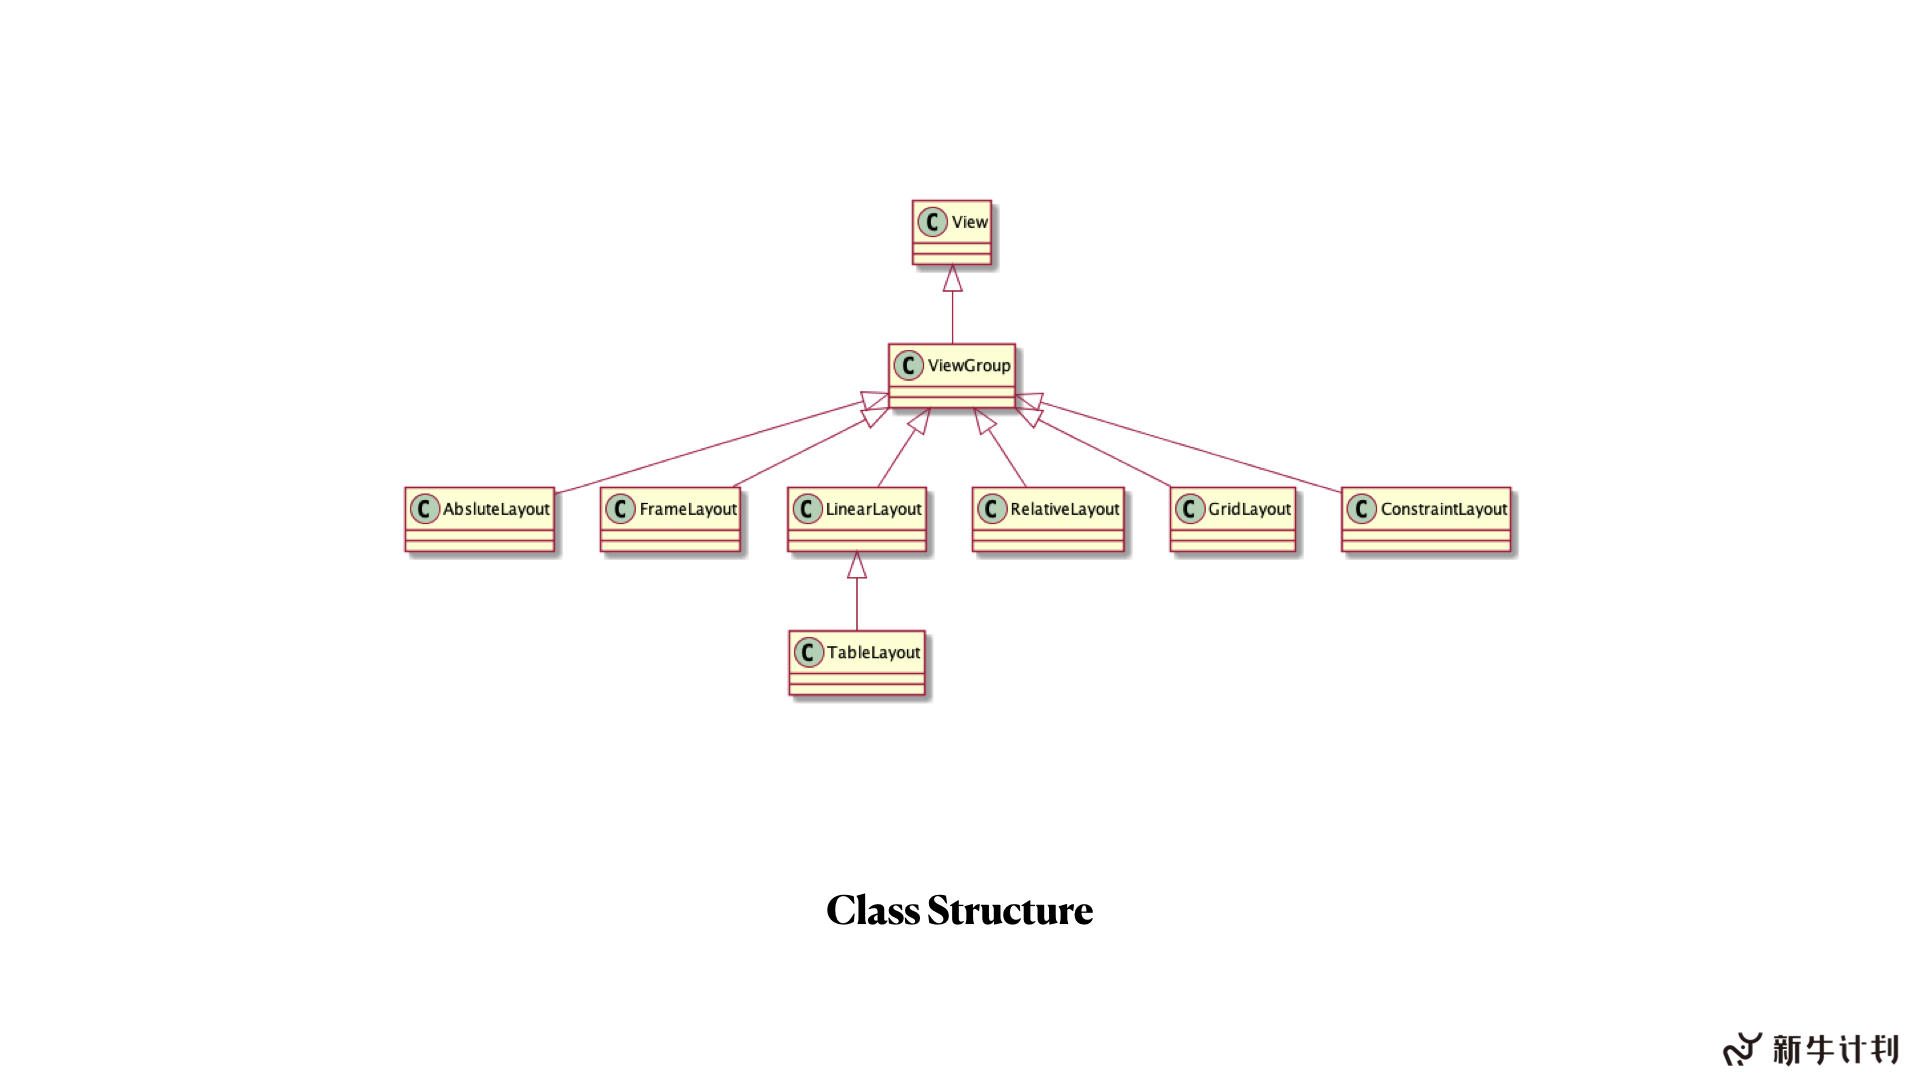 C View
C ViewGroup
C AbsluteLayout
C FrameLayout
C LinearLayout
C RelativeLayout
C GridLayout
C ConstraintLayout
C TableLayout
Class Structure
新牛计划